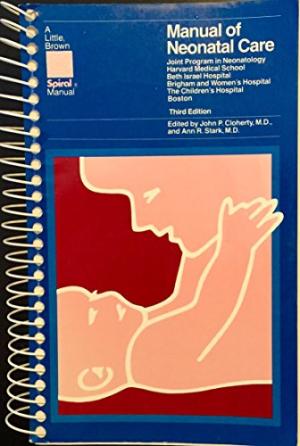 A
Little,
Brown
Spiral®
Manual
Manual of
Neonatal Care
Joint Program in Neonatology
Harvard Medical School
Beth Israel Hospital
Brigham and Women's Hospital
The Children's Hospital
Boston
Third Edition
Edited by John P. Cloherty, M.D.,
and Ann R. Stark, M.D.